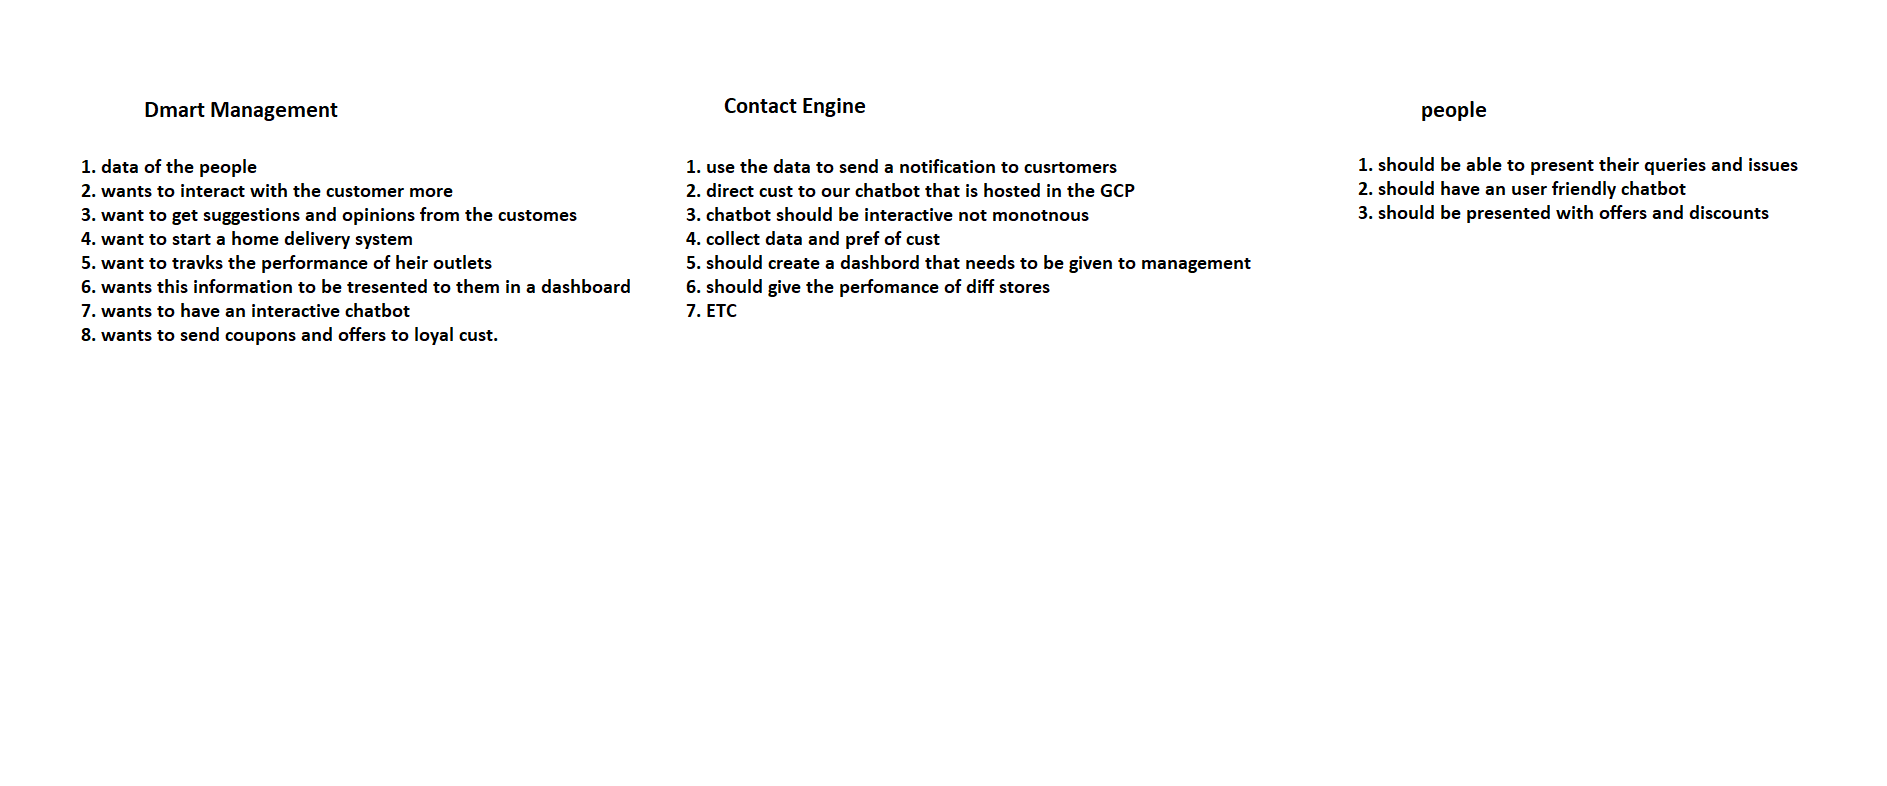 Dmart Management
1. data of the people
2. wants to interact with the customer more
3. want to get suggestions and opinions from the customes
4. want to start a home delivery system
5. want to travks the performance of heir outlets
6. wants this information to be tresented to them in a dashboard
7. wants to have an interactive chatbot
8. wants to send coupons and offers to loyal cust.
Contact Engine
1. use the data to send a notification to cusrtomers
2. direct cust to our chatbot that is hosted in the GCP
3. chatbot should be interactive not monotnous
4. collect data and pref of cust
5. should create a dashbord that needs to be given to management
6. should give the perfomance of diff stores
7. ETC
people
1. should be able to present their queries and issues
2. should have an user friendly chatbot
3. should be presented with offers and discounts